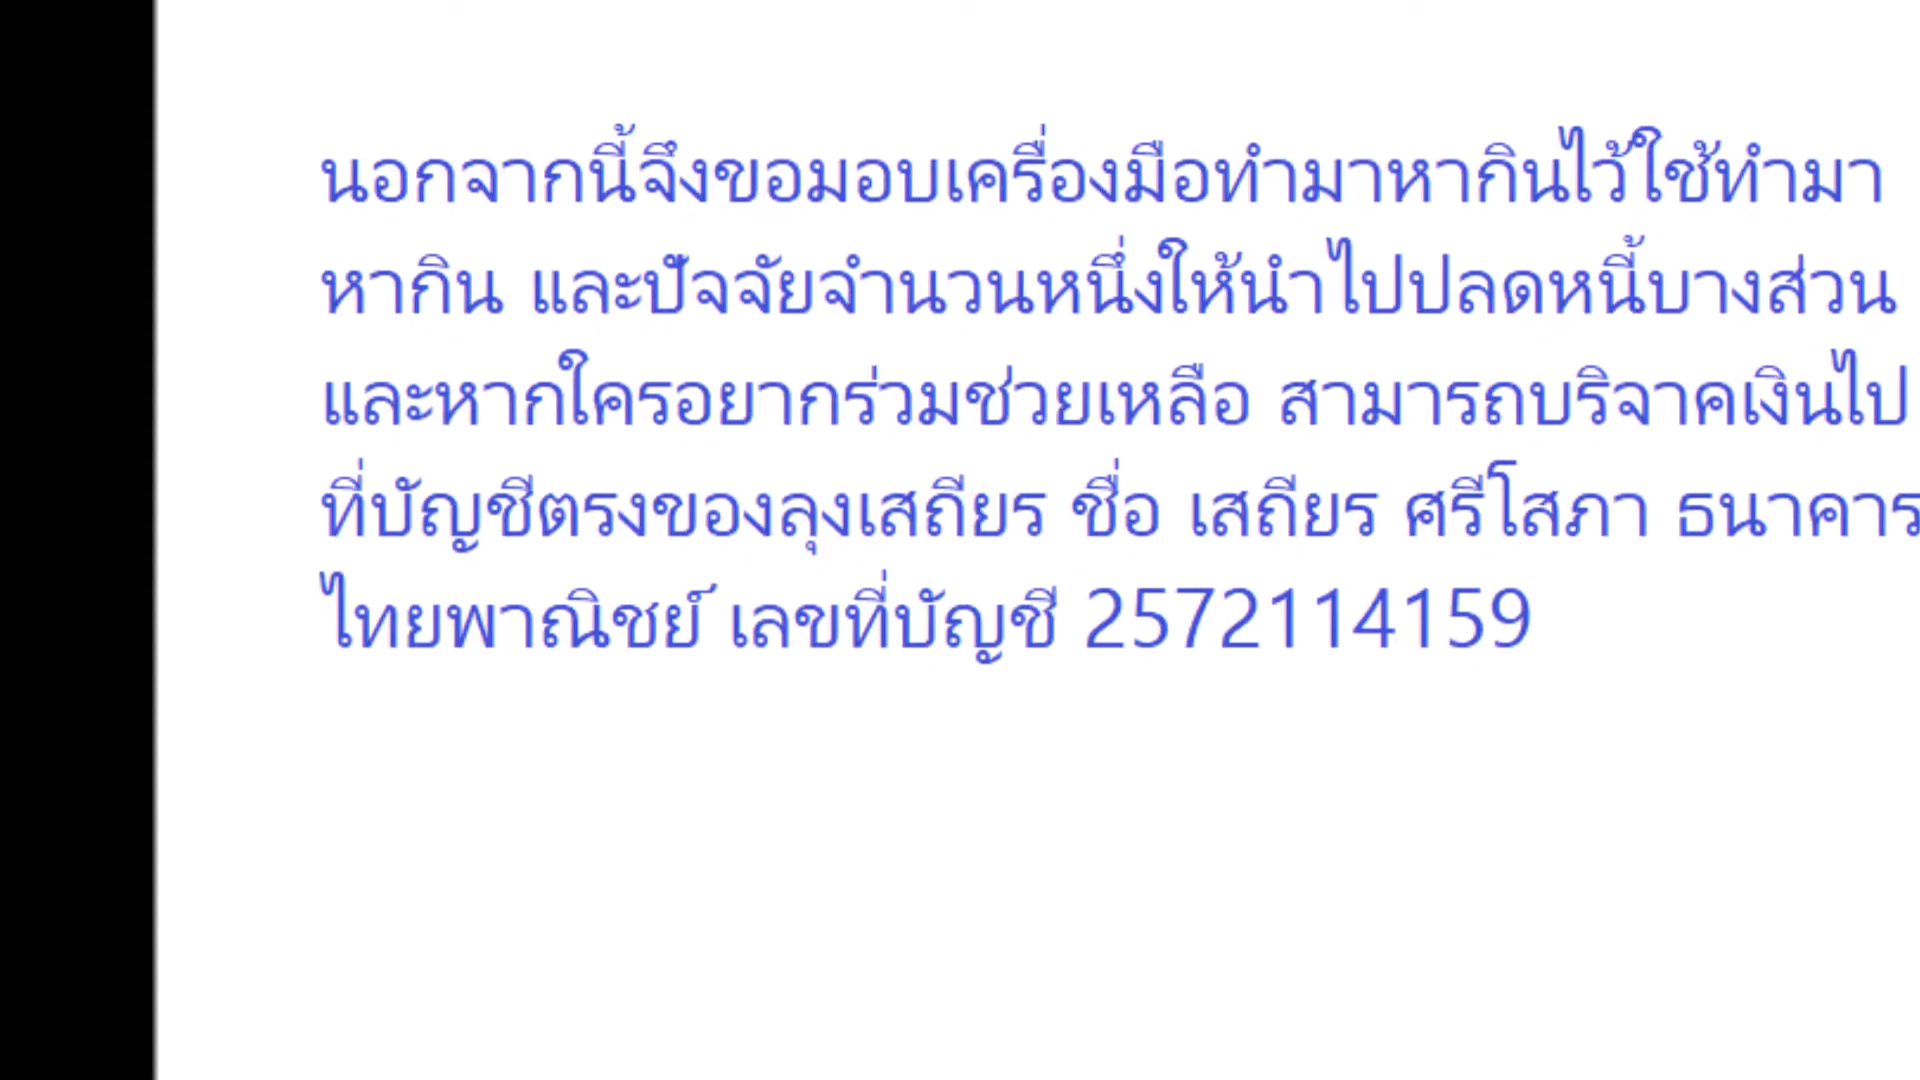 นอกจากนี้จึงขอมอบเครื่องมือทำมาหากินไว้ใช้ทำมา
หากิน และปัจจัยจำนวนหนึ่งให้นำไปปลดหนี้บางส่วน
และหากใครอยากร่วมช่วยเหลือ สามารถบริจาคเงินไป
ที่บัญชีตรงของลุงเสถียร ชื่อ เสถียร ศรีโสภา ธนาคาร
ไทยพาณิชย์ เลขที่บัญชี 2572114159